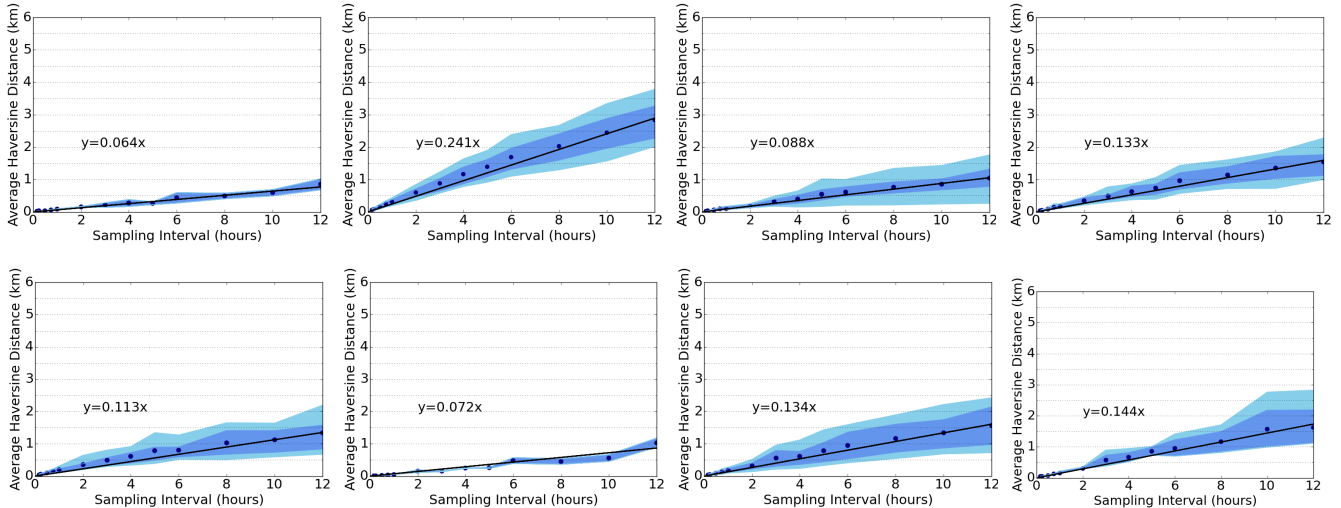 6
5
4
3
2
1
0
Average Haversine Distance (km)
y=0.064x
0 2 4 6 8 10 12
Sampling Interval (hours)
6
5
4
3
2
1
0
Average Haversine Distance (km)
y=0.241x
0 2 4 6 8 10 12
Sampling Interval (hours)
6
5
4
3
2
1
0
Average Haversine Distance (km)
y=0.088x
0 2 4 6 8 10 12
Sampling Interval (hours)
6
5
4
3
2
1
0
Average Haversine Distance (km)
y=0.133x
0 2 4 6 8 10 12
Sampling Interval (hours)
6
5
4
3
2
1
0
Average Haversine Distance (km)
y=0.113x
0 2 4 6 8 10 12
Sampling Interval (hours)
6
5
4
3
2
1
0
Average Haversine Distance (km)
y=0.072x
0 2 4 6 8 10 12
Sampling Interval (hours)
6
5
4
3
2
1
0
Average Haversine Distance (km)
y=0.134x
0 2 4 6 8 10 12
Sampling Interval (hours)
6
5
4
3
2
1
0
Average Haversine Distance (km)
y=0.144x
0 2 4 6 8 10 12
Sampling Interval (hours)